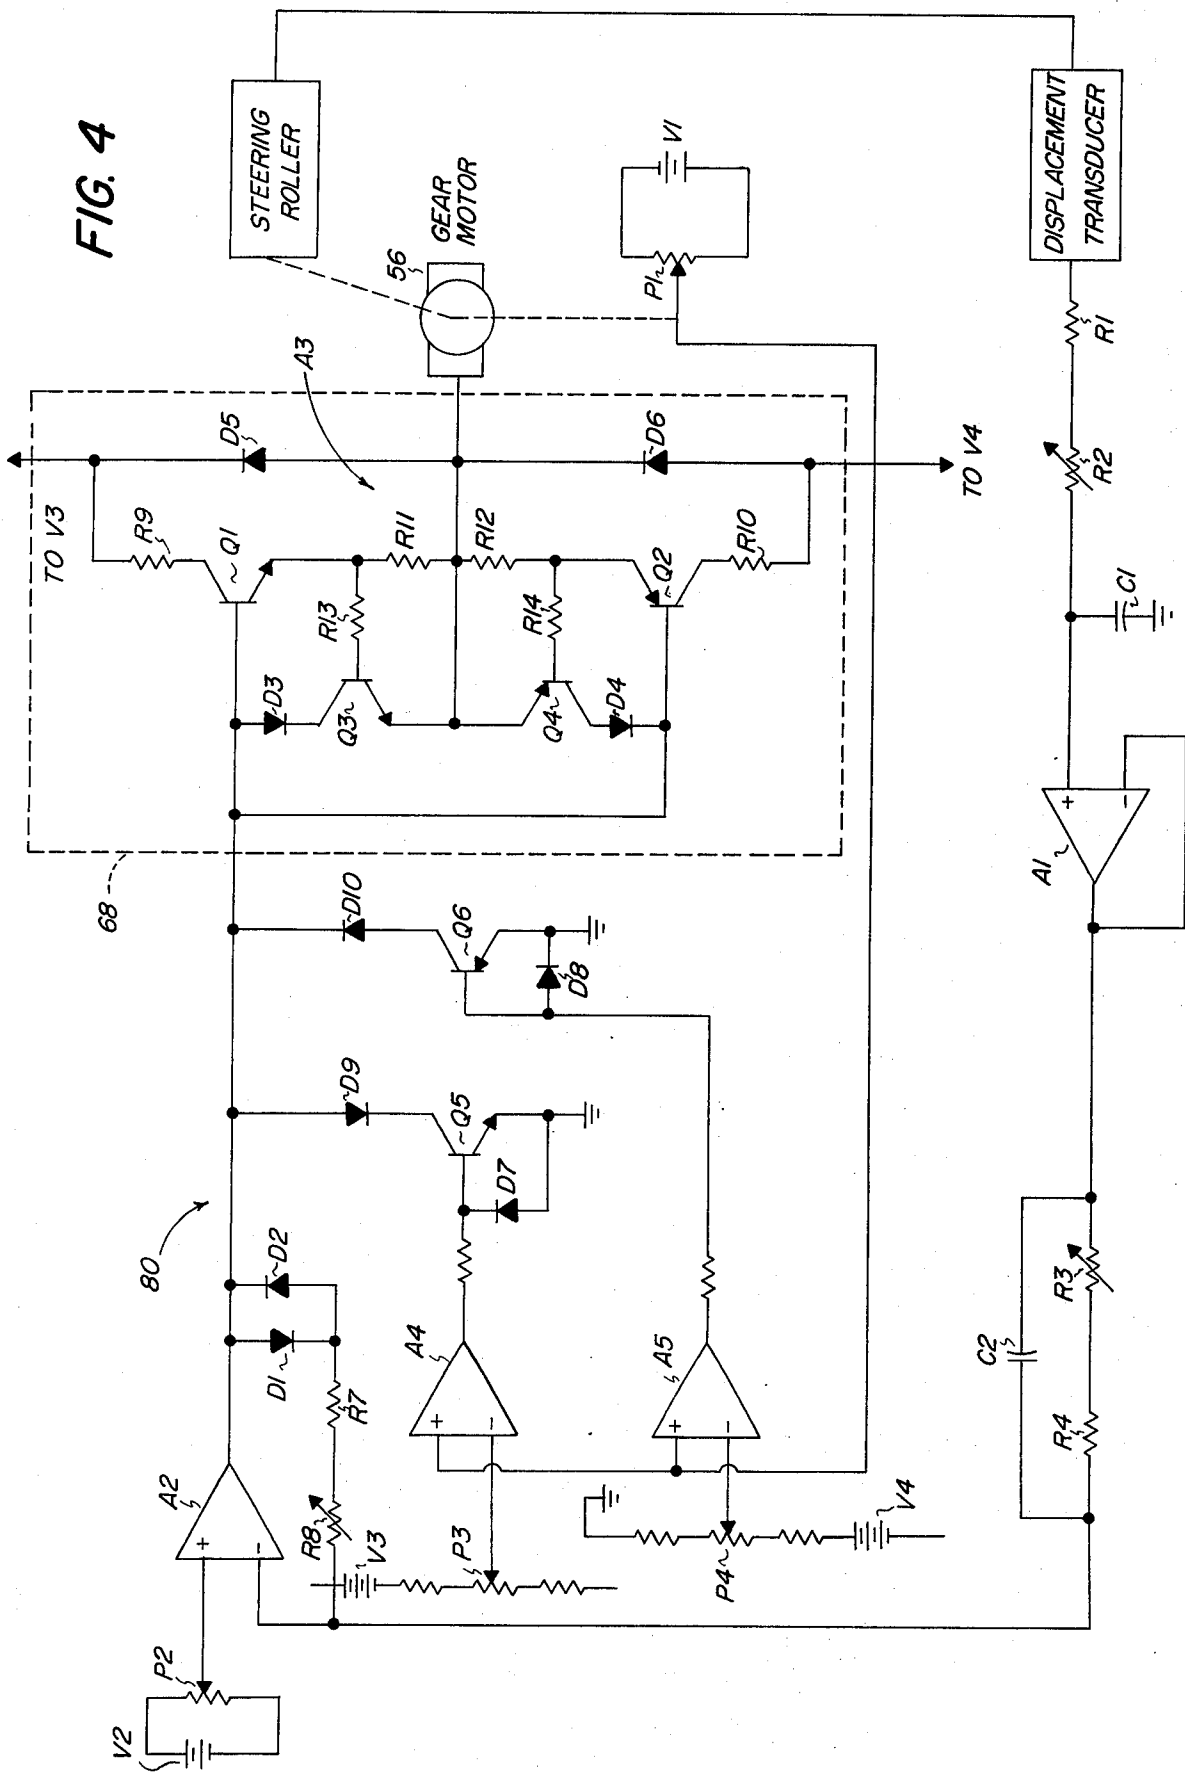 FIG. 4
STEERING
ROLLER
GEAR
MOTOR
56
V1
P1
DISPLACEMENT
TRANSDUCER
R1
R2
C1
A1
A3
TO V3
D5
D6
TO V4
R9
Q1
R11
R12
R10
Q2
R13
R14
D3
Q3
Q4
D4
68
D10
Q6
D8
D9
Q5
D7
80
D2
D1
R7
R8
A2
A4
A5
+
-
+
-
+
-
+
-
V3
P3
P4
V4
P2
V2
C2
R3
R4